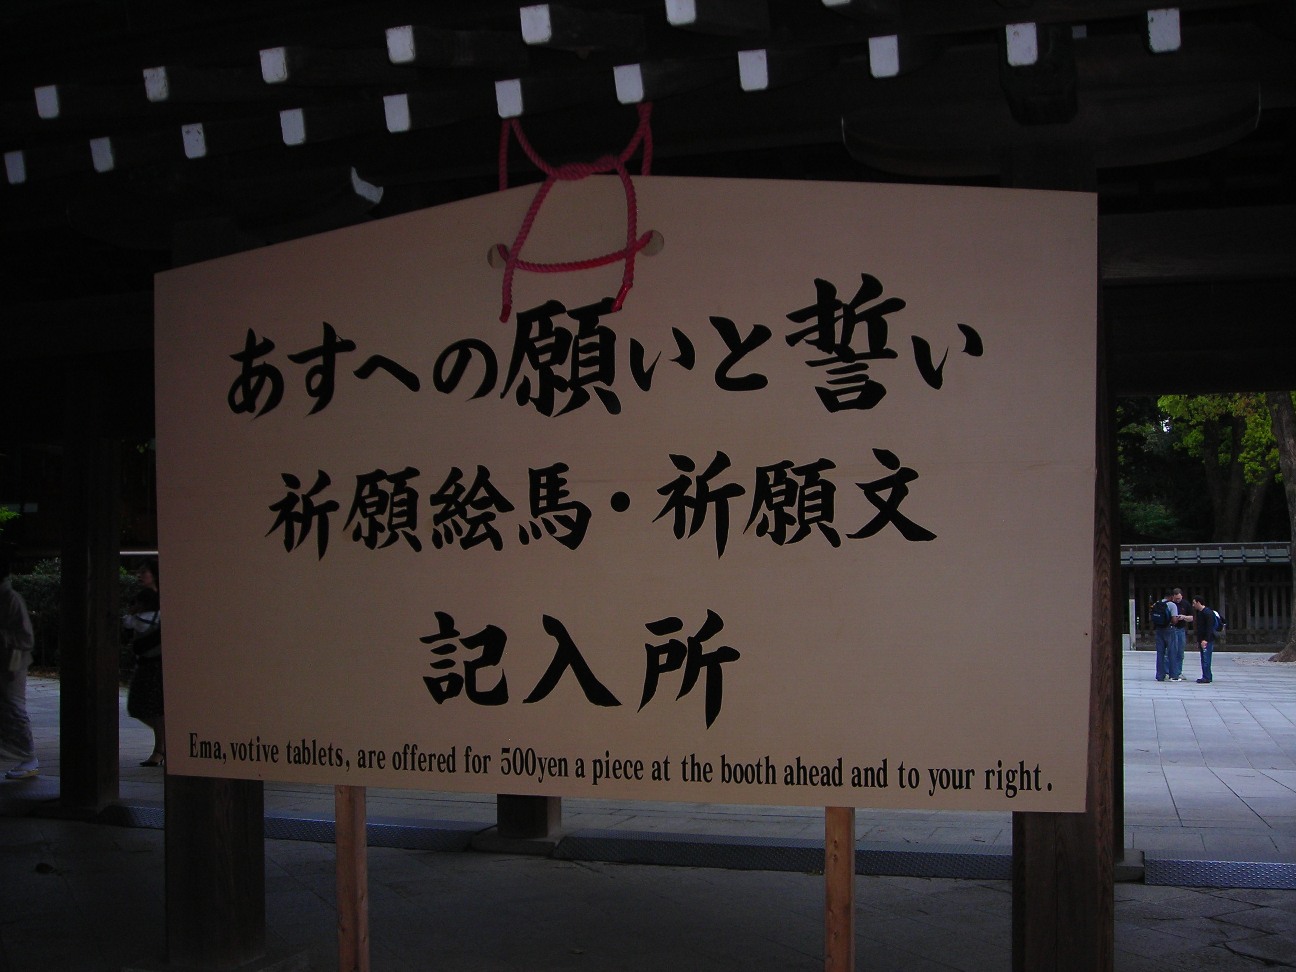 あすへの願いと誓い
祈願絵馬・祈願文
記入所
Ema, votive tablets, are offered for 500yen a piece at the booth ahead and to your right.